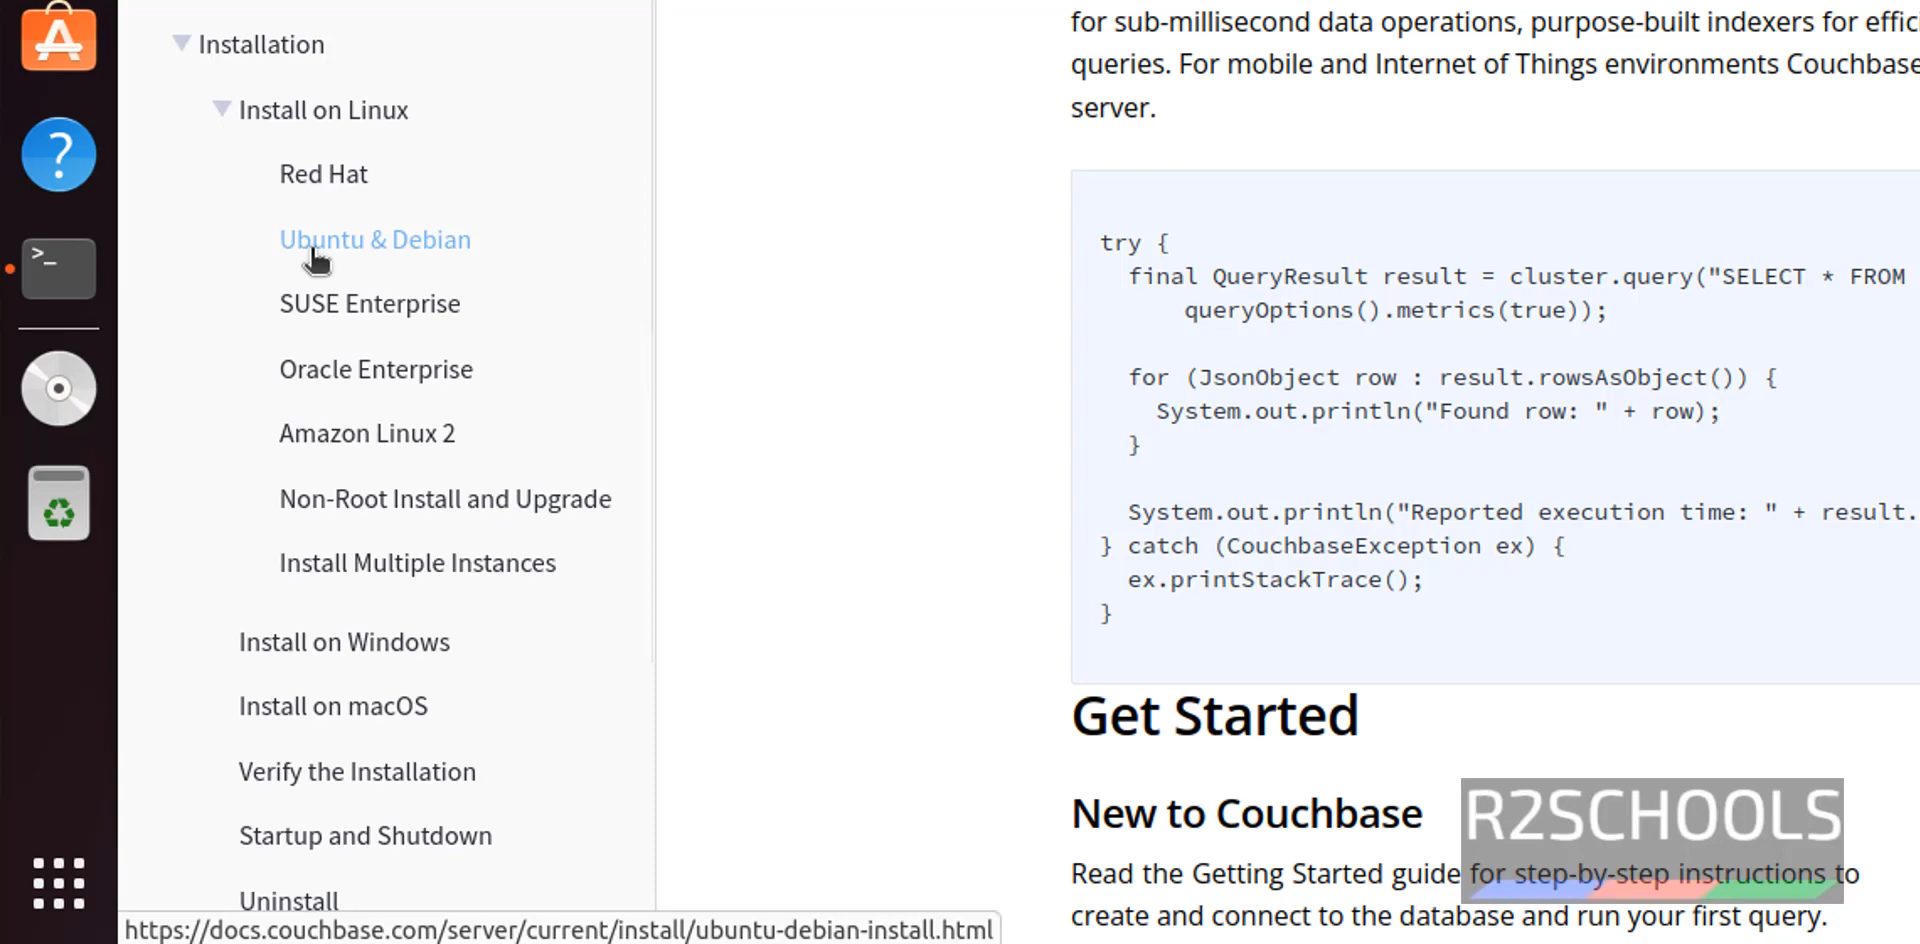 Installation
Install on Linux
Red Hat
Ubuntu & Debian
SUSE Enterprise
Oracle Enterprise
Amazon Linux 2
Non-Root Install and Upgrade
Install Multiple Instances
Install on Windows
Install on macOS
Verify the Installation
Startup and Shutdown
Uninstall
https://docs.couchbase.com/server/current/install/ubuntu-debian-install.html
for sub-millisecond data operations, purpose-built indexers for effici
queries. For mobile and Internet of Things environments Couchbase
server.
try {
final QueryResult result = cluster.query("SELECT * FROM
queryOptions().metrics(true));
for (JsonObject row : result.rowsAsObject()) {
System.out.println("Found row: " + row);
}
System.out.println("Reported execution time: " + result.
} catch (CouchbaseException ex) {
ex.printStackTrace();
}
Get Started
New to Couchbase
R2SCHOOLS
Read the Getting Started guide for step-by-step instructions to
create and connect to the database and run your first query.